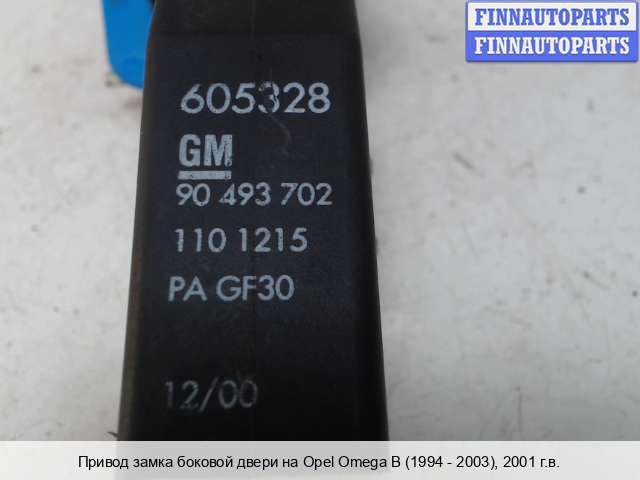 FINNAUTOPARTS
FINNAUTOPARTS
605328
GM
90 493 702
110 1215
PA GF30
12/00
Привод замка боковой двери на Opel Omega B (1994 - 2003), 2001 г.в.